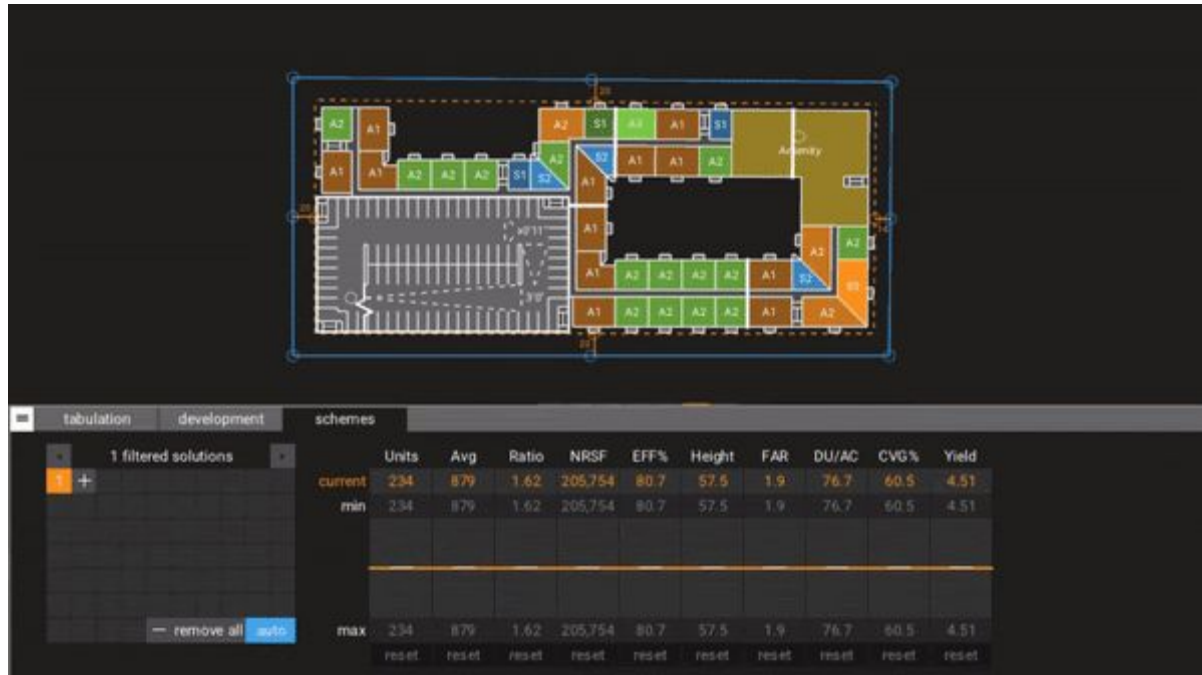 20
A2 A1 A2 S1 A3 A1 S1
Amenity
A1 A1 A2 A2 A2 S1 S2 A2 S2 A1 A1 A2
A1
20
A1
14
A2 A2
A1 A2 A2 A2 A2 A1 S2
A1 A2 A2 A2 A2 A1 A2
20
tabulation development schemes
1 filtered solutions
Units Avg Ratio NRSF EFF% Height FAR DU/AC CVG% Yield
1 +
current 234 879 1.62 205,754 80.7 57.5 1.9 76.7 60.5 4.51
min 234 879 1.62 205,754 80.7 57.5 1.9 76.7 60.5 4.51
— remove all auto
max 234 879 1.62 205,754 80.7 57.5 1.9 76.7 60.5 4.51
reset reset reset reset reset reset reset reset reset reset